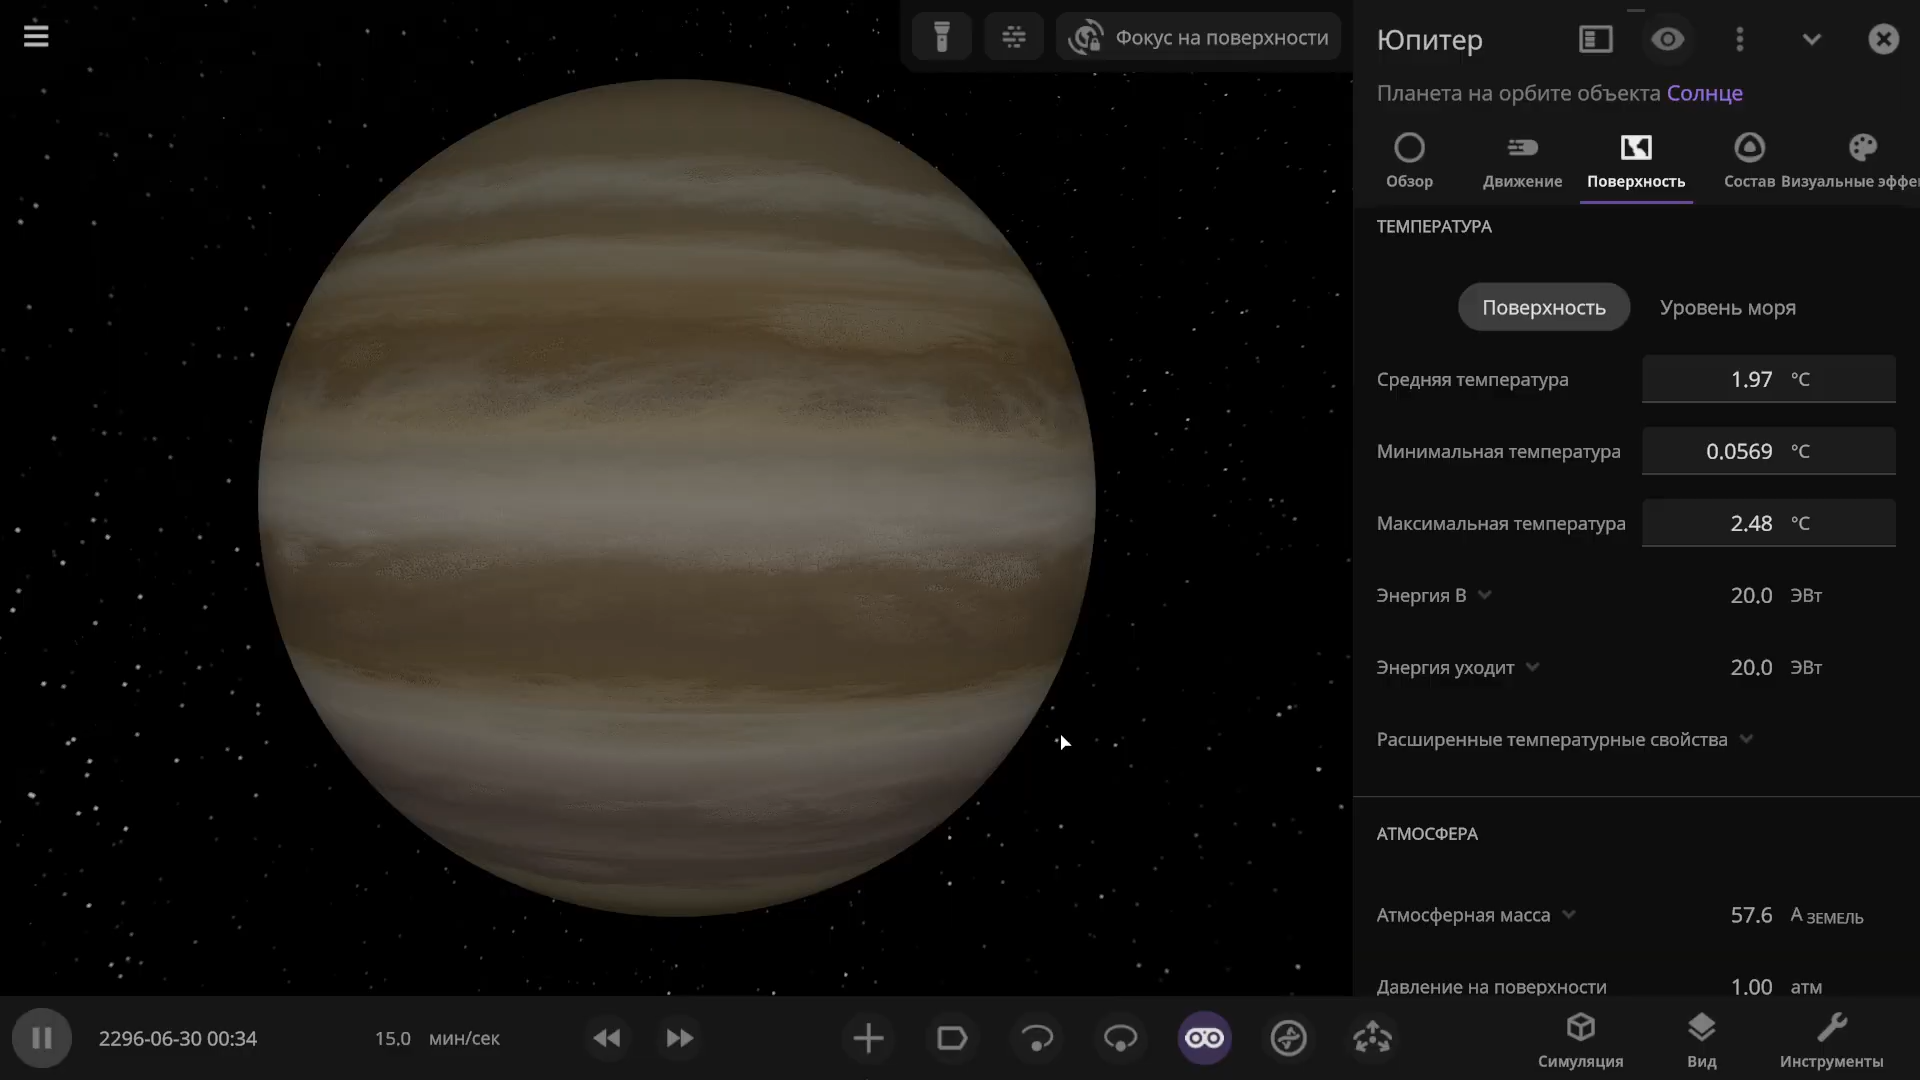 Фокус на поверхности
Юпитер
Планета на орбите объекта Солнце
Обзор
Движение
Поверхность
Состав
Визуальные эффе
ТЕМПЕРАТУРА
Поверхность
Уровень моря
Средняя температура 1.97 °C
Минимальная температура 0.0569 °C
Максимальная температура 2.48 °C
Энергия В 20.0 ЭВт
Энергия уходит 20.0 ЭВт
Расширенные температурные свойства
АТМОСФЕРА
Атмосферная масса 57.6 А ЗЕМЕЛЬ
Давление на поверхности 1.00 атм
2296-06-30 00:34
15.0 мин/сек
Симуляция
Вид
Инструменты